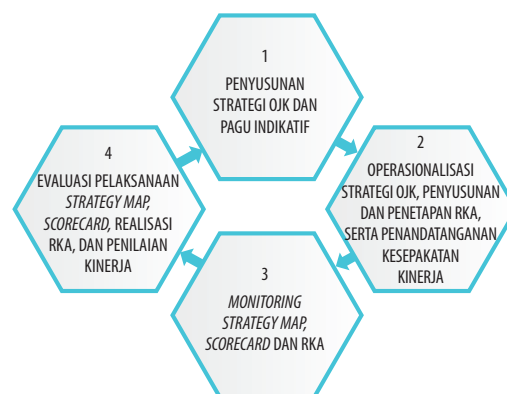 1
PENYUSUNAN
STRATEGI OJK DAN
PAGU INDIKATIF
2
OPERASIONALISASI
STRATEGI OJK, PENYUSUNAN
DAN PENETAPAN RKA,
SERTA PENANDATANGANAN
KESEPAKATAN
KINERJA
3
MONITORING
STRATEGY MAP,
SCORECARD DAN RKA
4
EVALUASI PELAKSANAAN
STRATEGY MAP,
SCORECARD, REALISASI
RKA, DAN PENILAIAN
KINERJA